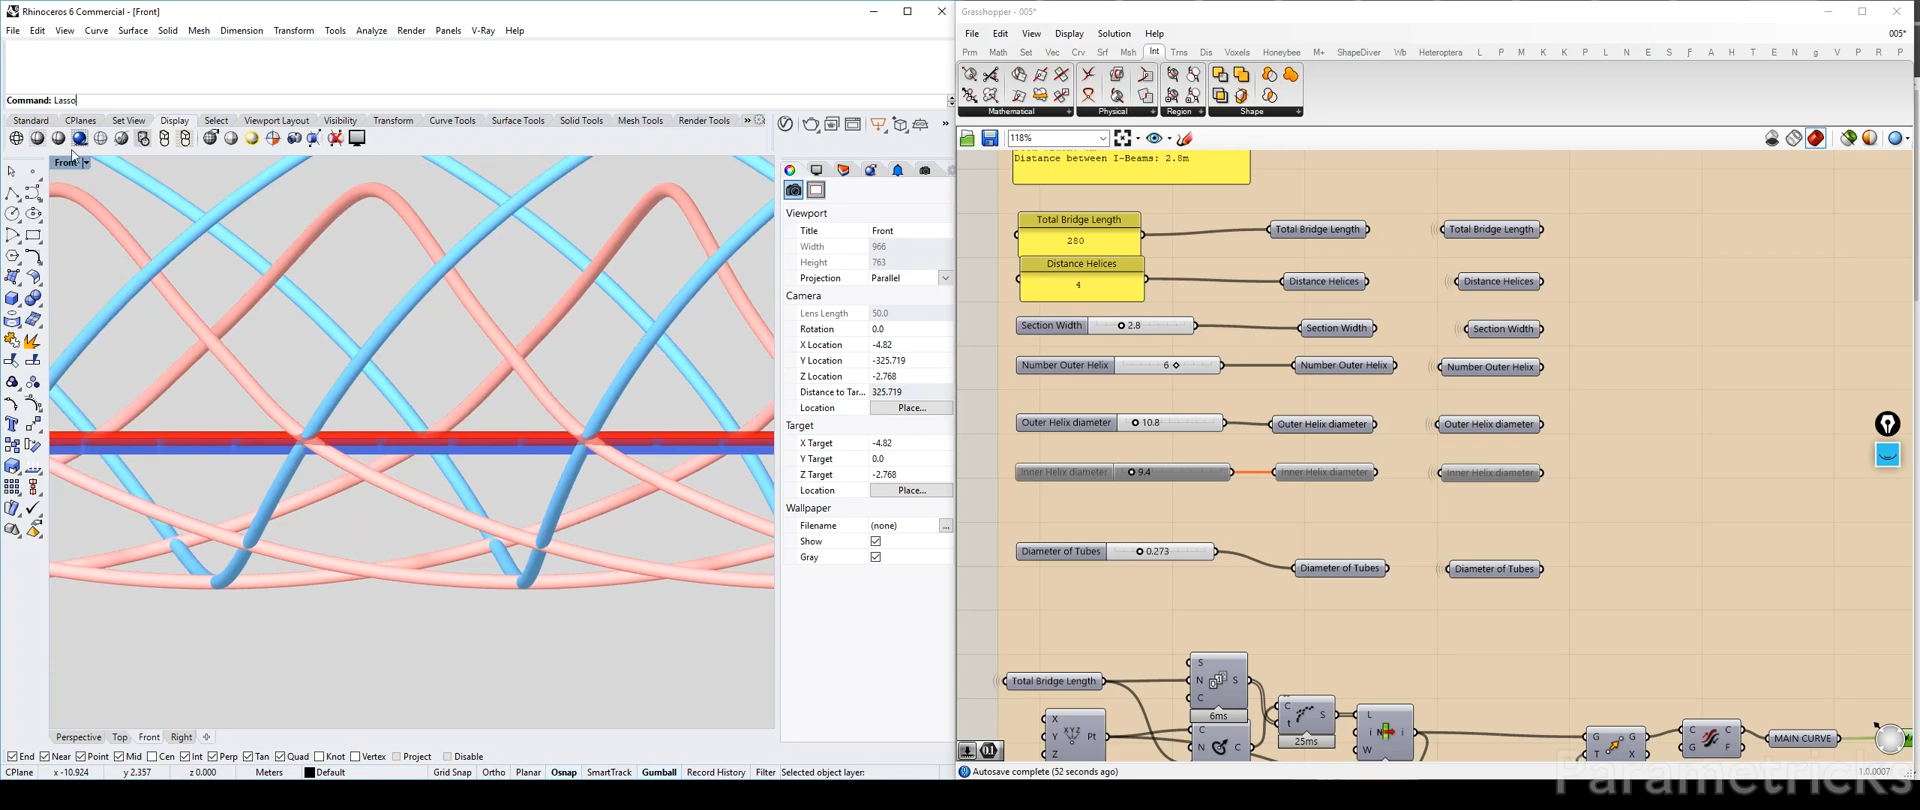 Rhinoceros 6 Commercial - [Front]
File Edit View Curve Surface Solid Mesh Dimension Transform Tools Analyze Render Panels V-Ray Help
Command: Lasso
Standard CPlanes Set View Display Select Viewport Layout Visibility Transform Curve Tools Surface Tools Solid Tools Mesh Tools Render Tools »
Front
Viewport
Title Front
Width 966
Height 763
Projection Parallel
Camera
Lens Length 50.0
Rotation 0.0
X Location -4.82
Y Location -325.719
Z Location -2.768
Distance to Tar... 325.719
Location Place...
Target
X Target -4.82
Y Target 0.0
Z Target -2.768
Location Place...
Wallpaper
Filename (none) ...
Show
Gray
Perspective Top Front Right
End Near Point Mid Cen Int Perp Tan Quad Knot Vertex Project Disable
CPlane x -10.924 y 2.357 z 0.000 Meters Default Grid Snap Ortho Planar Osnap SmartTrack Gumball Record History Filter Selected object layer:
Grasshopper - 005*
File Edit View Display Solution Help 005*
Prm Math Set Vec Crv Srf Msh Int Trns Dis Voxels Honeybee M+ ShapeDiver Wb Heteroptera L P M K K L P L N E S F A H T E N g V P R P
Mathematical + Physical + Region + Shape +
118%
Distance between I-Beams: 2.8m
Total Bridge Length
280
Total Bridge Length Total Bridge Length
Distance Helices
4
Distance Helices Distance Helices
Section Width 2.8 Section Width Section Width
Number Outer Helix 6 Number Outer Helix Number Outer Helix
Outer Helix diameter 10.8 Outer Helix diameter Outer Helix diameter
Inner Helix diameter 9.4 Inner Helix diameter Inner Helix diameter
Diameter of Tubes 0.273 Diameter of Tubes Diameter of Tubes
Total Bridge Length
S
N S
C
6ms
X
Y XYZ Pt
Z
C
N C
C
t S
25ms
L
i N i
W
G G
T X
C C
G F
MAIN CURVE
Autosave complete (52 seconds ago) 1.0.0007
Parametricks